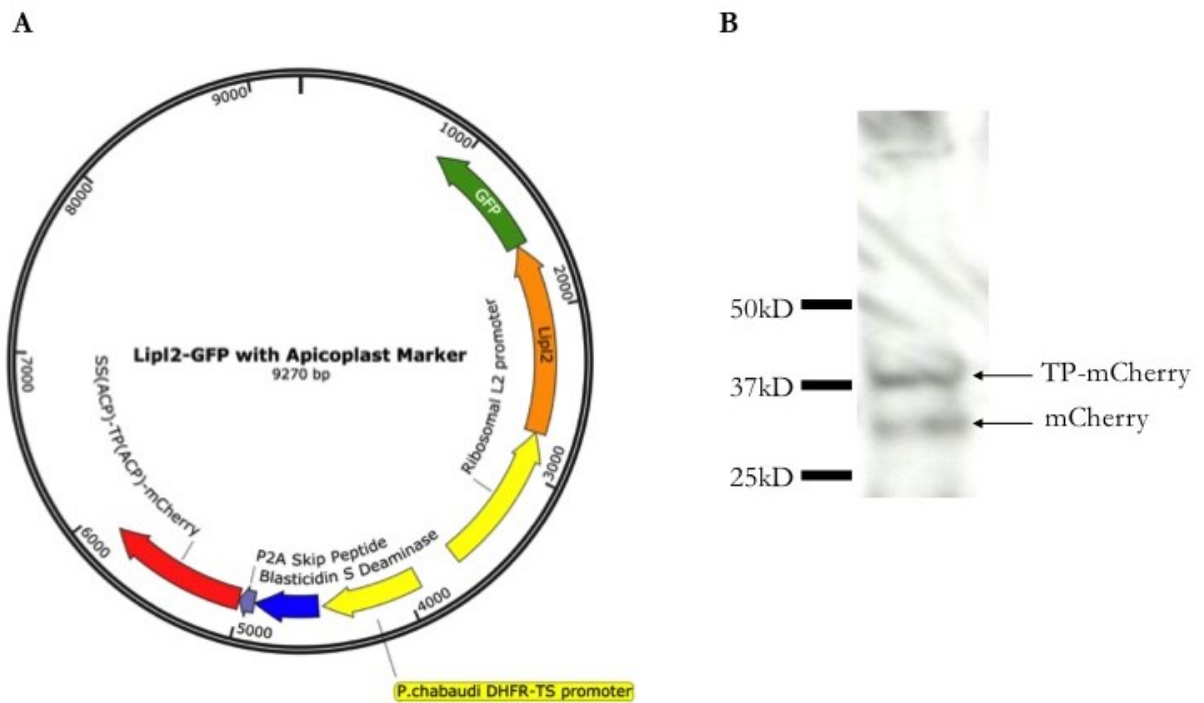 A
9000
1000
8000
GFP
2000
Lipl2
Lipl2-GFP with Apicoplast Marker
9270 bp
7000
Ribosomal L2 promoter
SS(ACP)-TP(ACP)-mCherry
3000
6000
P2A Skip Peptide
Blasticidin S Deaminase
4000
5000
P.chabaudi DHFR-TS promoter
B
50kD
37kD
25kD
TP-mCherry
mCherry